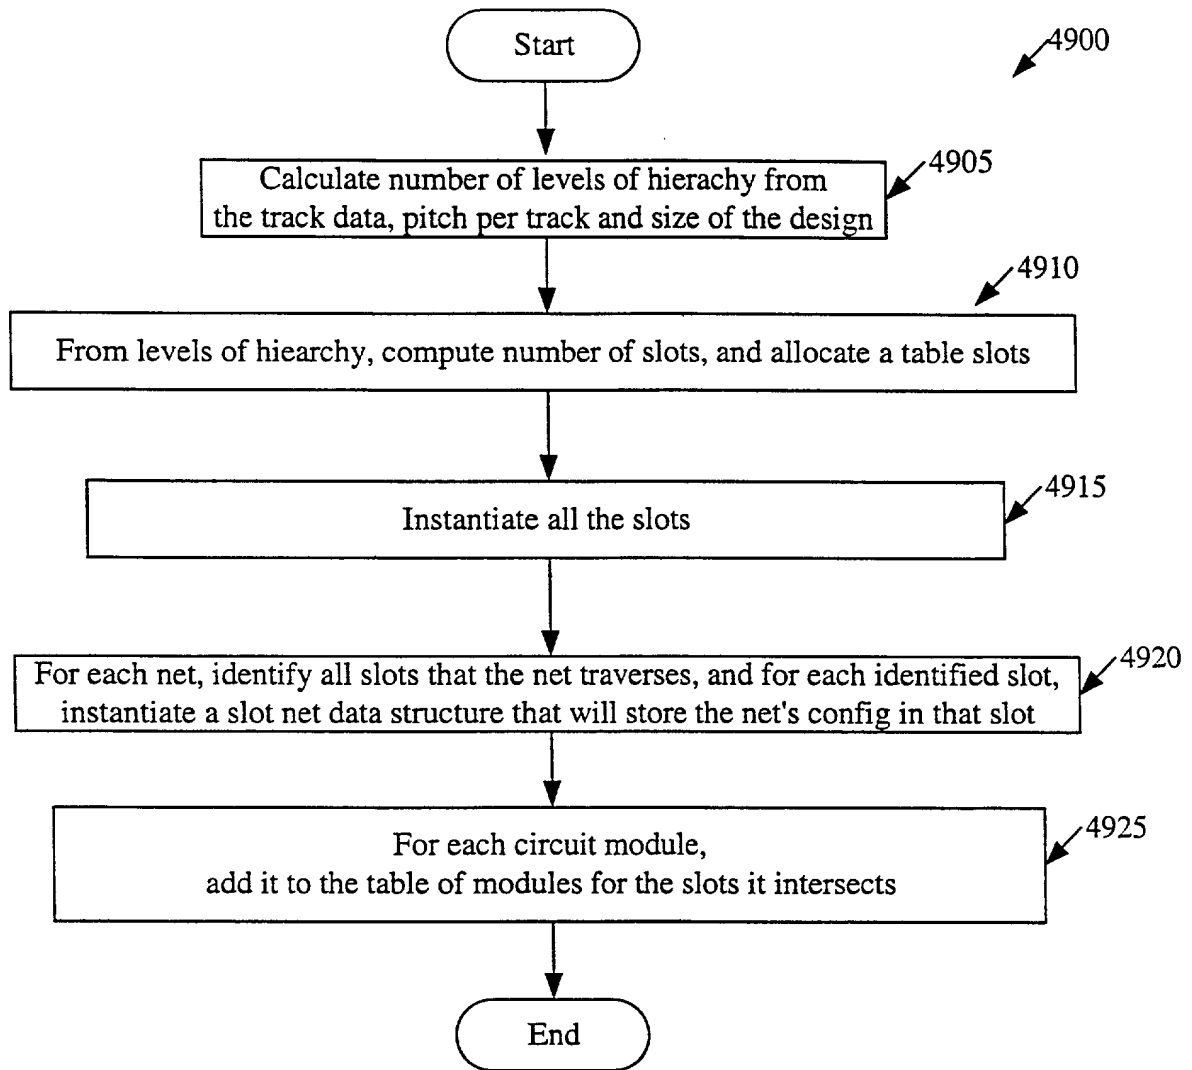 Start
4900
Calculate number of levels of hierachy from
the track data, pitch per track and size of the design
4905
4910
From levels of hiearchy, compute number of slots, and allocate a table slots
4915
Instantiate all the slots
4920
For each net, identify all slots that the net traverses, and for each identified slot,
instantiate a slot net data structure that will store the net's config in that slot
4925
For each circuit module,
add it to the table of modules for the slots it intersects
End